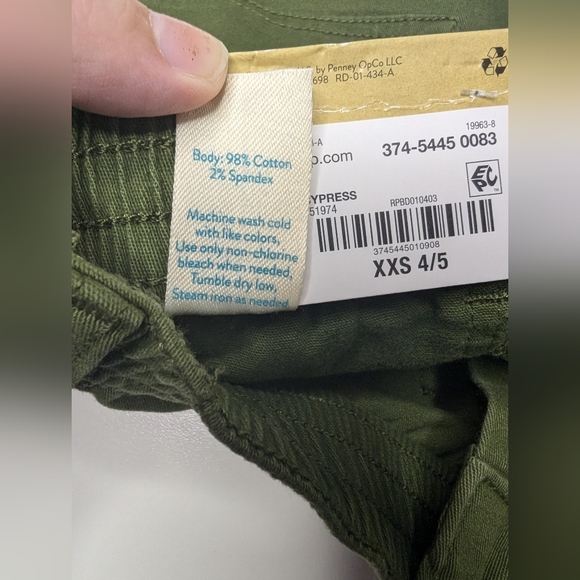 by Penney OpCo LLC
698 RD-01-434-A
19963-8
-A
374-5445 0083
p.com
EPC
YPRESS
51974
RPBD010403
3745445010908
XXS 4/5
Body: 98% Cotton
2% Spandex
Machine wash cold
with like colors,
Use only non-chlorine
bleach when needed,
Tumble dry low,
Steam iron as needed